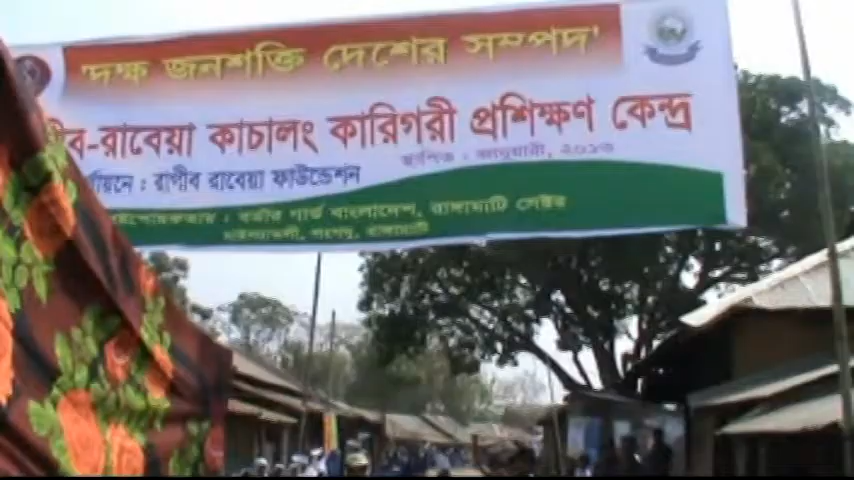 'দক্ষ জনশক্তি দেশের সম্পদ'
রাবেয়া কাচালং কারিগরী প্রশিক্ষণ কেন্দ্র
স্থাপিত : জানুয়ারী, ২০১৩
: রাগীব রাবেয়া ফাউন্ডেশন
: বর্ডার গার্ড বাংলাদেশ, রাঙ্গামাটি সেক্টর
রাঙ্গামাটি